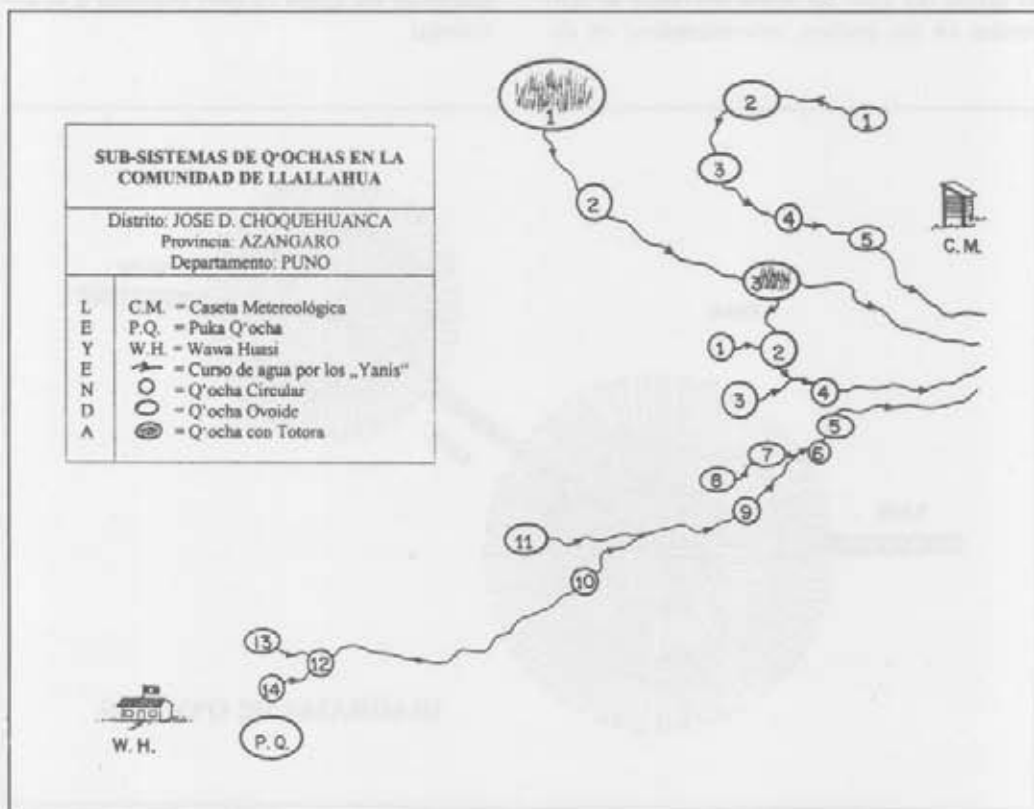 SUB-SISTEMAS DE Q'OCHAS EN LA
COMUNIDAD DE LLALLAHUA
Distrito: JOSE D. CHOQUEHUANCA
Provincia: AZANGARO
Departamento: PUNO
L
E
Y
E
N
D
A
C.M. = Caseta Metereológica
P.Q. = Puka Q'ocha
W.H. = Wawa Huasi
= Curso de agua por los „Yanis"
= Q'ocha Circular
= Q'ocha Ovoide
= Q'ocha con Totora
1
2
3
1
2
3
4
5
C. M.
1
2
3
4
5
6
7
8
9
10
11
12
13
14
P. Q.
W. H.